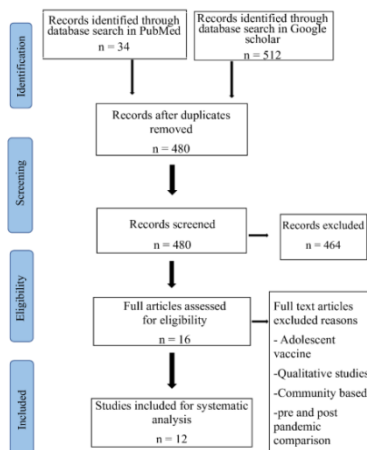 Identification
Records identified through
database search in PubMed
n = 34
Records identified through
database search in Google
scholar
n = 512
Records after duplicates
removed
n = 480
Screening
Records screened
n = 480
Records excluded
n = 464
Eligibility
Full articles assessed
for eligibility
n = 16
Full text articles
excluded reasons
- Adolescent
vaccine
-Qualitative studies
-Community based
-pre and post
pandemic
comparison
Included
Studies included for systematic
analysis
n = 12